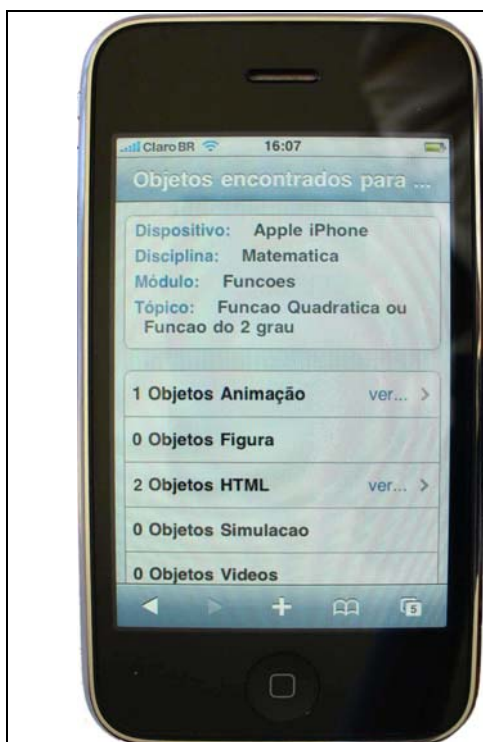 Claro BR 16:07
Objetos encontrados para ...
Dispositivo: Apple iPhone
Disciplina: Matematica
Módulo: Funcoes
Tópico: Funcao Quadratica ou
Funcao do 2 grau
1 Objetos Animação ver... >
0 Objetos Figura
2 Objetos HTML ver... >
0 Objetos Simulacao
0 Objetos Videos
5